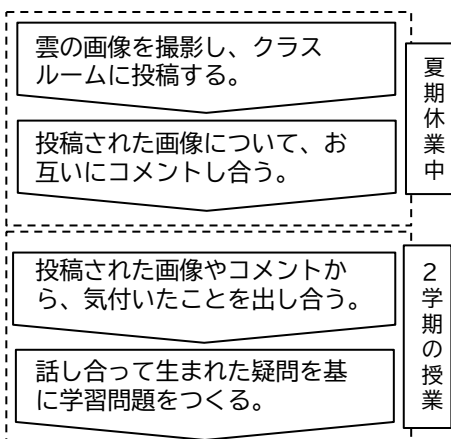 雲の画像を撮影し、クラス
ルームに投稿する。
投稿された画像について、お
互いにコメントし合う。
夏期休業中
投稿された画像やコメントか
ら、気付いたことを出し合う。
話し合って生まれた疑問を基
に学習問題をつくる。
2学期の授業